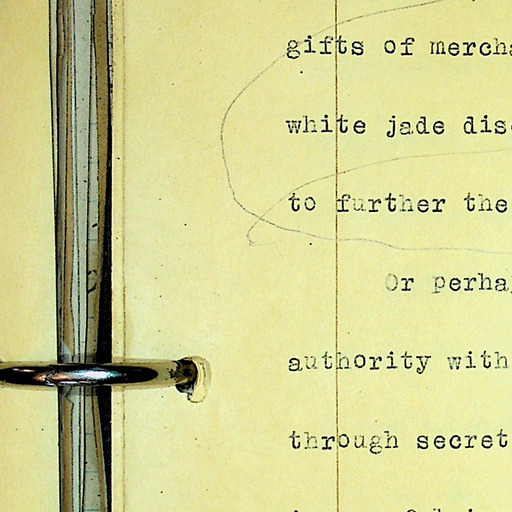 gifts of mercha
white jade dis
to further the
Or perha
authority with
through secret